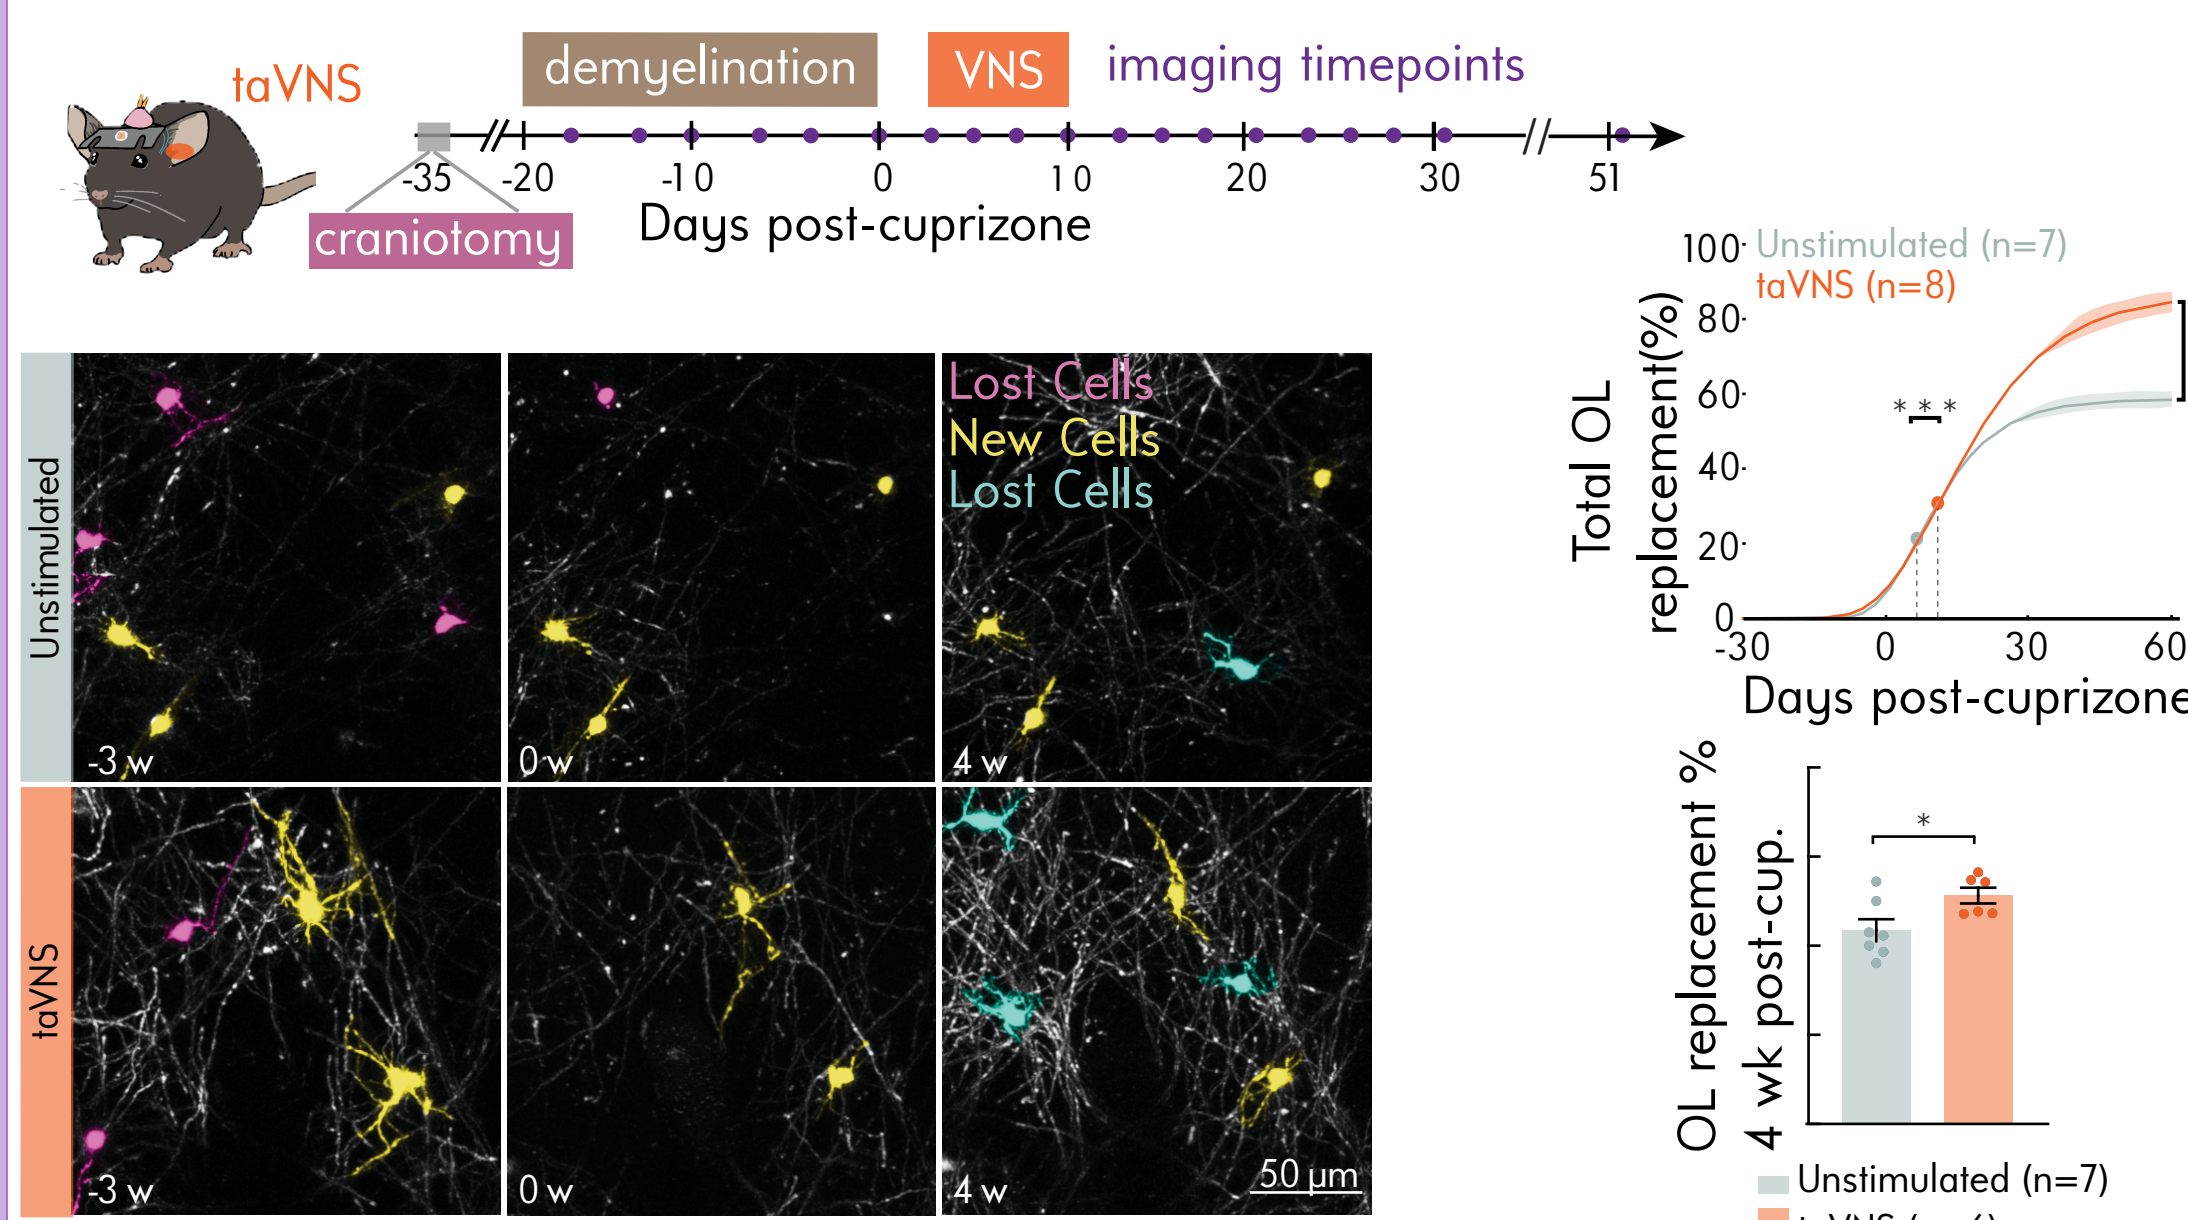 taVNS
demyelination
VNS
imaging timepoints
-35 -20 -10 0 10 20 30 51
craniotomy
Days post-cuprizone
Unstimulated
-3 w
0 w
Lost Cells
New Cells
Lost Cells
4 w
taVNS
-3 w
0 w
4 w
50 µm
Total OL
replacement(%)
100
80
60
40
20
0
Unstimulated (n=7)
taVNS (n=8)
* * *
-30 0 30 60
Days post-cuprizone
OL replacement %
4 wk post-cup.
*
Unstimulated (n=7)